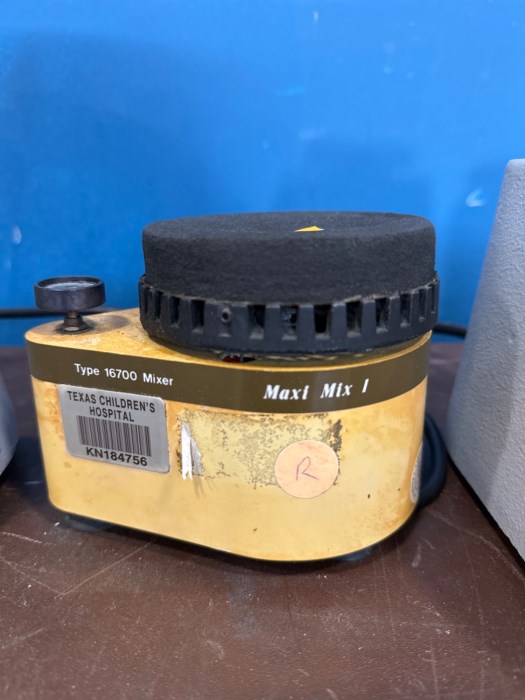 Type 16700 Mixer
Maxi Mix I
TEXAS CHILDREN'S
HOSPITAL
KN184756
R